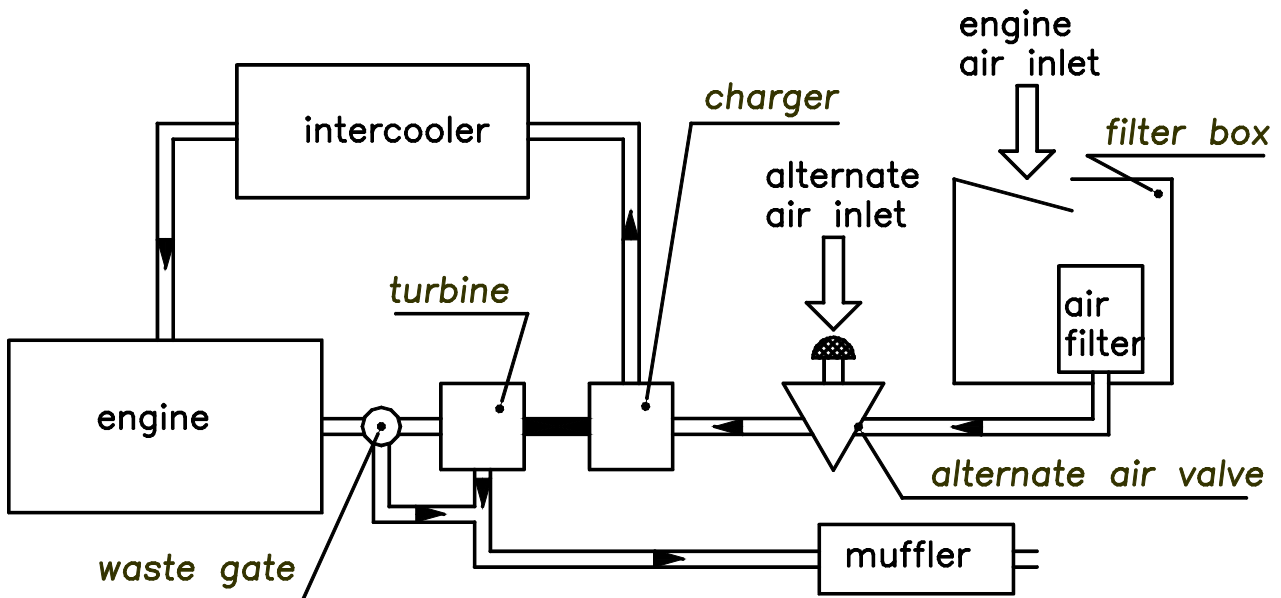 engine
air inlet
charger
filter box
intercooler
alternate
air inlet
turbine
air
filter
engine
alternate air valve
waste gate
muffler